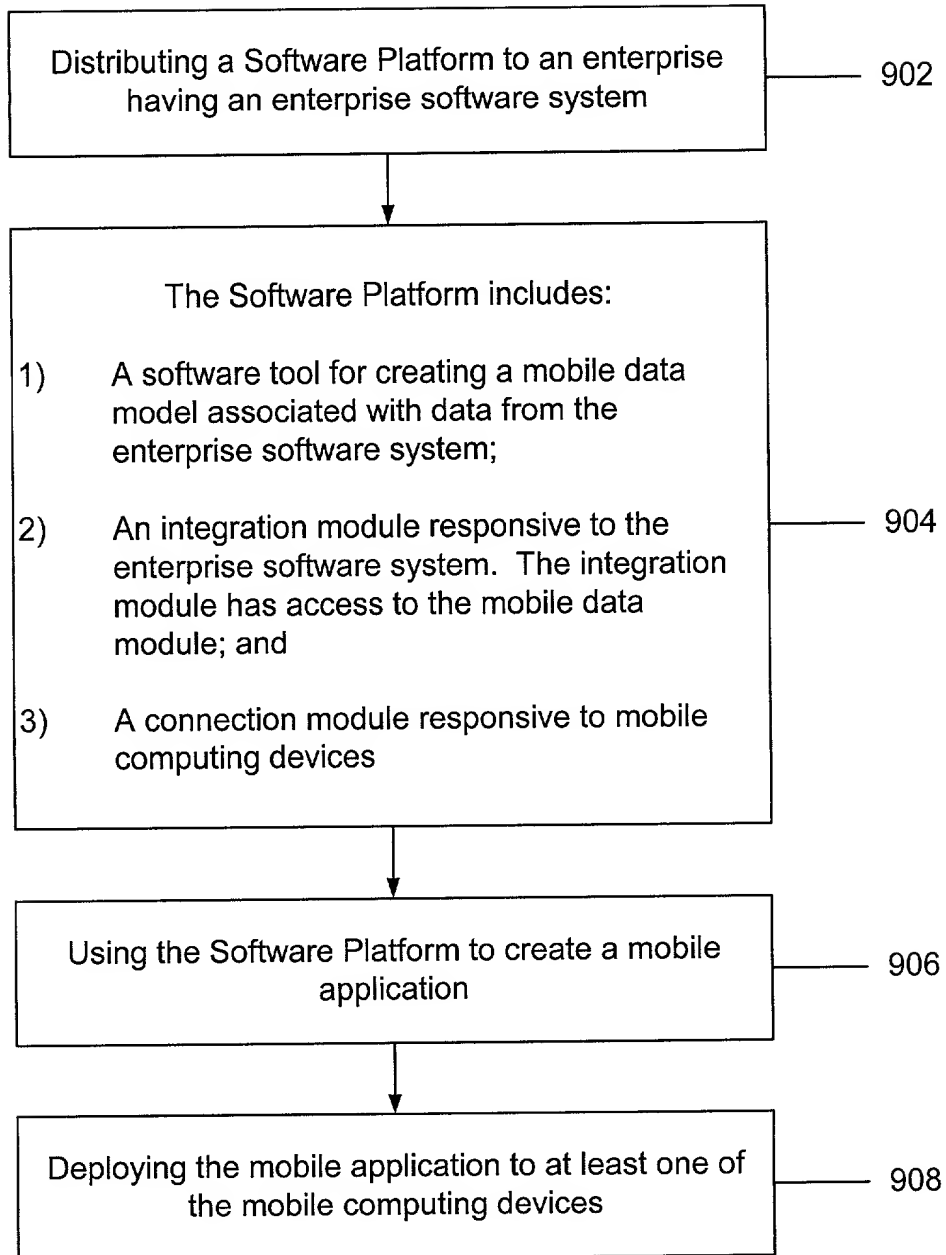 Distributing a Software Platform to an enterprise
having an enterprise software system
902
The Software Platform includes:
1) A software tool for creating a mobile data
model associated with data from the
enterprise software system;
2) An integration module responsive to the
enterprise software system. The integration
module has access to the mobile data
module; and
3) A connection module responsive to mobile
computing devices
904
Using the Software Platform to create a mobile
application
906
Deploying the mobile application to at least one of
the mobile computing devices
908